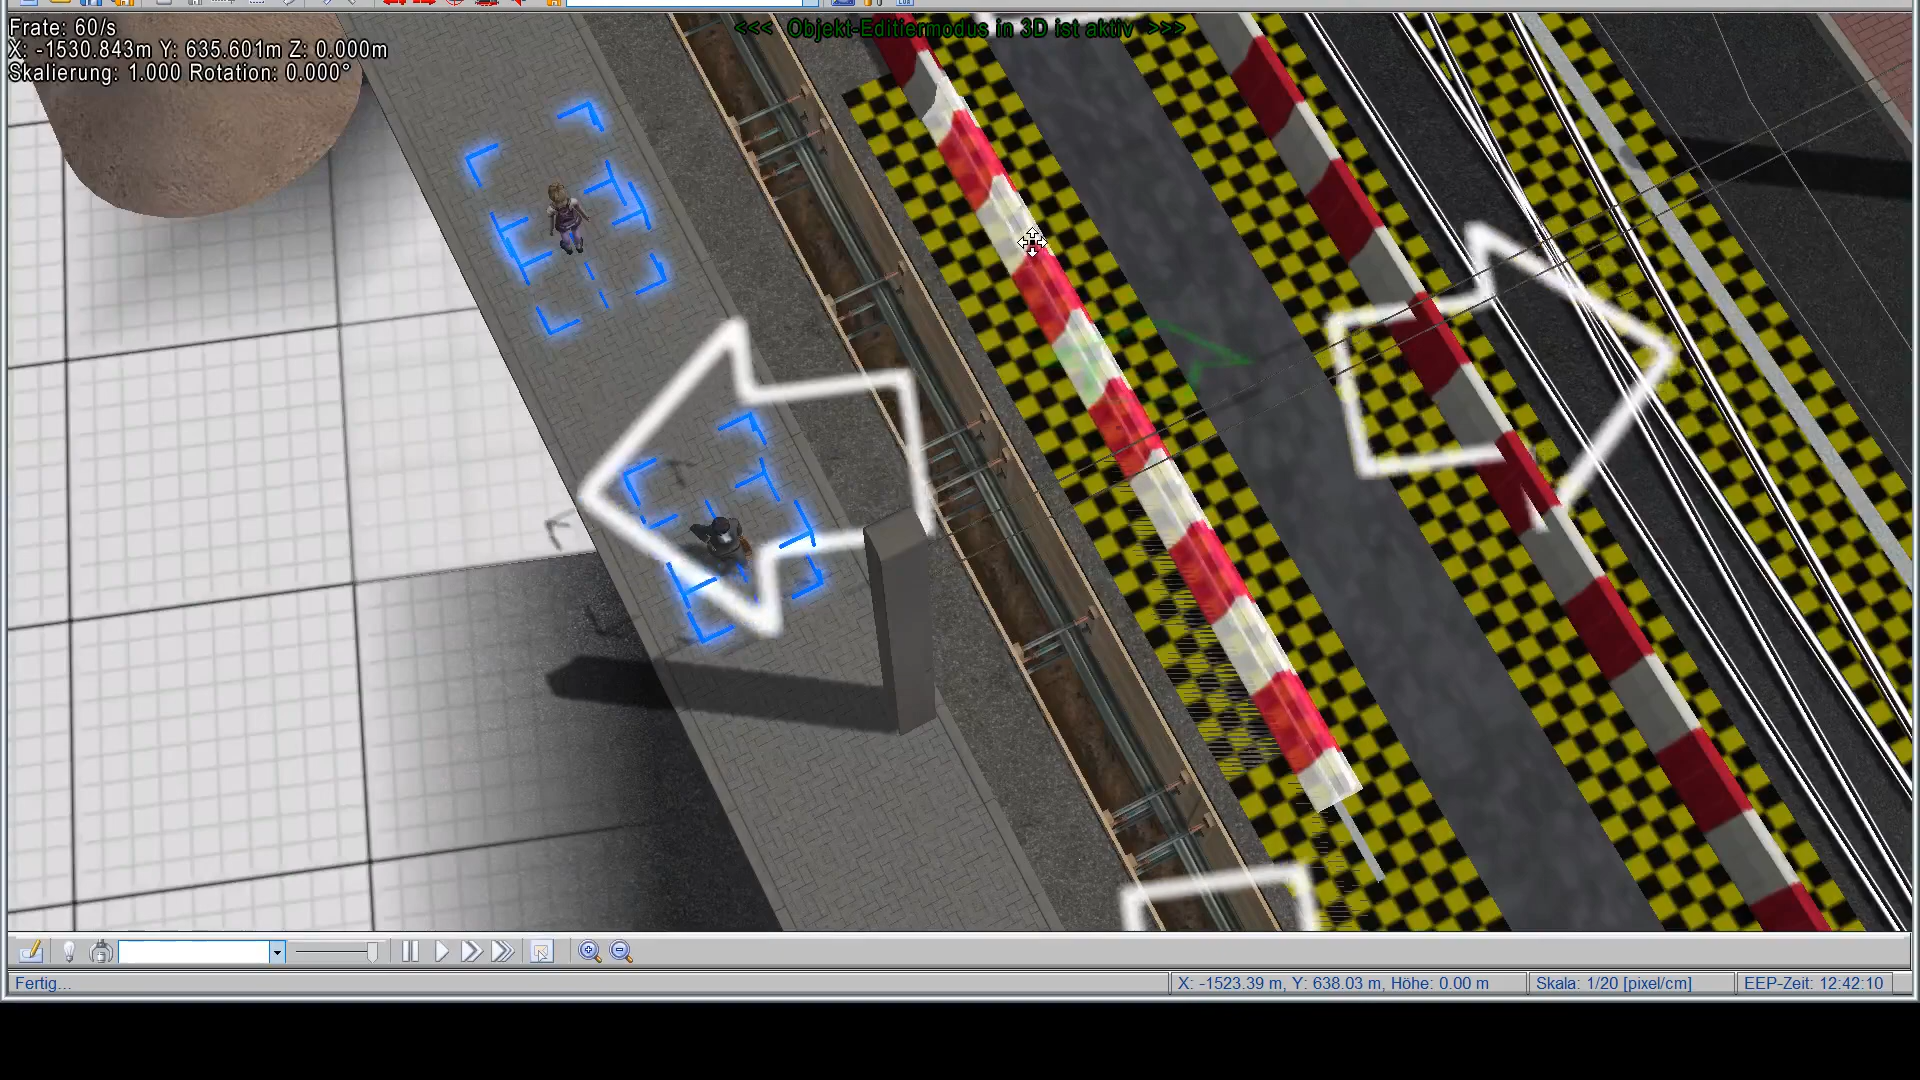 Frate: 60/s
X: -1530.843m Y: 635.601m Z: 0.000m
Skalierung: 1.000 Rotation: 0.000°
<<< Objekt-Editiermodus in 3D ist aktiv >>>
Fertig...
X: -1523.39 m, Y: 638.03 m, Höhe: 0.00 m
Skala: 1/20 [pixel/cm]
EEP-Zeit: 12:42:10